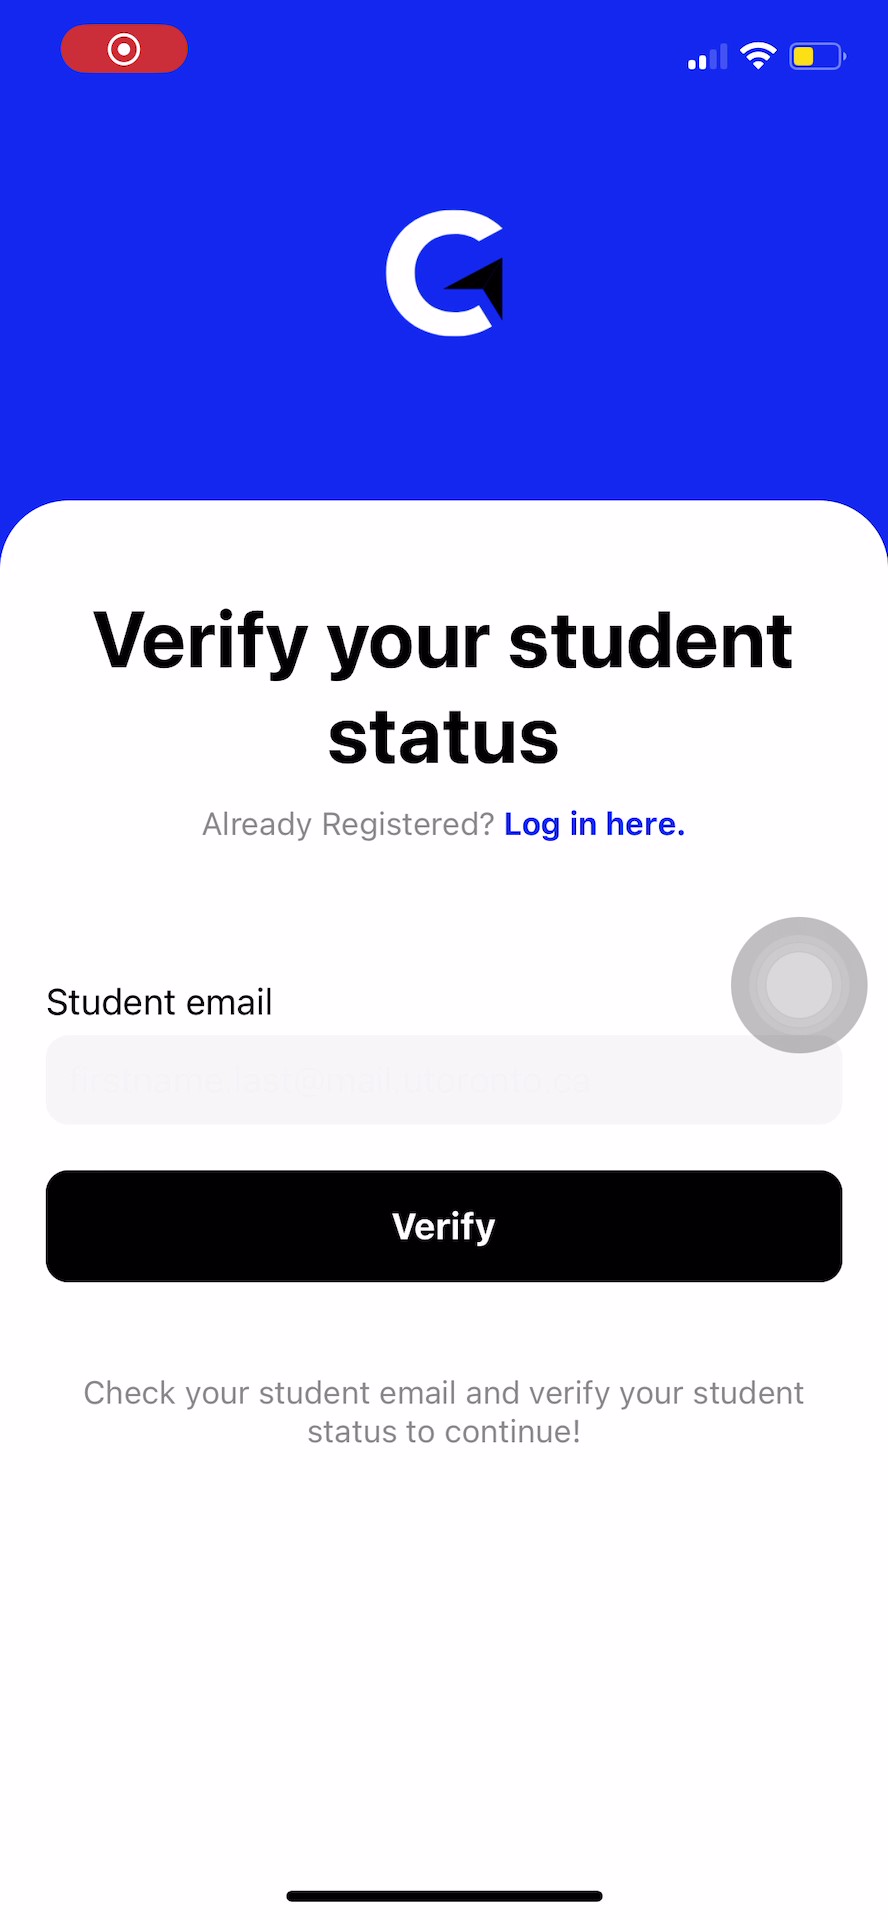 Verify your student
status
Already Registered? Log in here.
Student email
firstname.last@mail.utoronto.ca
Verify
Check your student email and verify your student
status to continue!